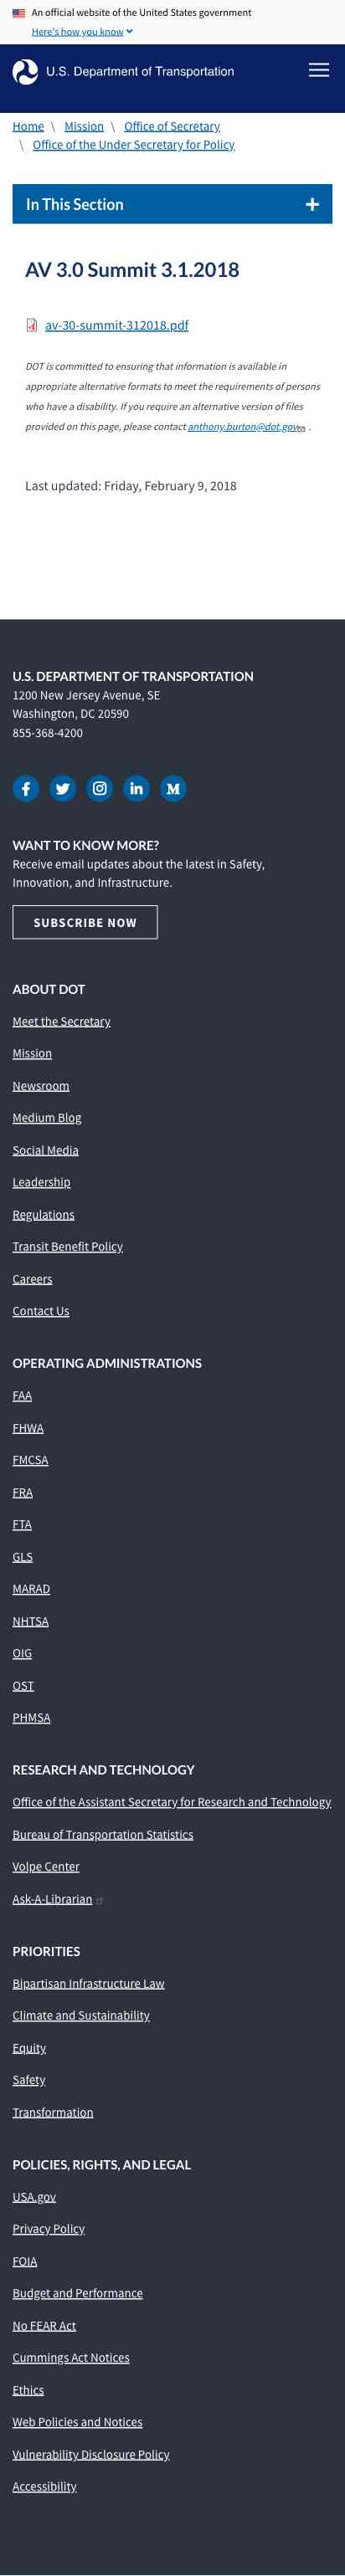 An official website of the United States government
Here's how you know
U.S. Department of Transportation
Home \ Mission \ Office of Secretary
\ Office of the Under Secretary for Policy
In This Section
AV 3.0 Summit 3.1.2018
av-30-summit-312018.pdf
DOT is committed to ensuring that information is available in
appropriate alternative formats to meet the requirements of persons
who have a disability. If you require an alternative version of files
provided on this page, please contact anthony.burton@dot.gov .
Last updated: Friday, February 9, 2018
U.S. DEPARTMENT OF TRANSPORTATION
1200 New Jersey Avenue, SE
Washington, DC 20590
855-368-4200
WANT TO KNOW MORE?
Receive email updates about the latest in Safety,
Innovation, and Infrastructure.
SUBSCRIBE NOW
ABOUT DOT
Meet the Secretary
Mission
Newsroom
Medium Blog
Social Media
Leadership
Regulations
Transit Benefit Policy
Careers
Contact Us
OPERATING ADMINISTRATIONS
FAA
FHWA
FMCSA
FRA
FTA
GLS
MARAD
NHTSA
OIG
OST
PHMSA
RESEARCH AND TECHNOLOGY
Office of the Assistant Secretary for Research and Technology
Bureau of Transportation Statistics
Volpe Center
Ask-A-Librarian
PRIORITIES
Bipartisan Infrastructure Law
Climate and Sustainability
Equity
Safety
Transformation
POLICIES, RIGHTS, AND LEGAL
USA.gov
Privacy Policy
FOIA
Budget and Performance
No FEAR Act
Cummings Act Notices
Ethics
Web Policies and Notices
Vulnerability Disclosure Policy
Accessibility